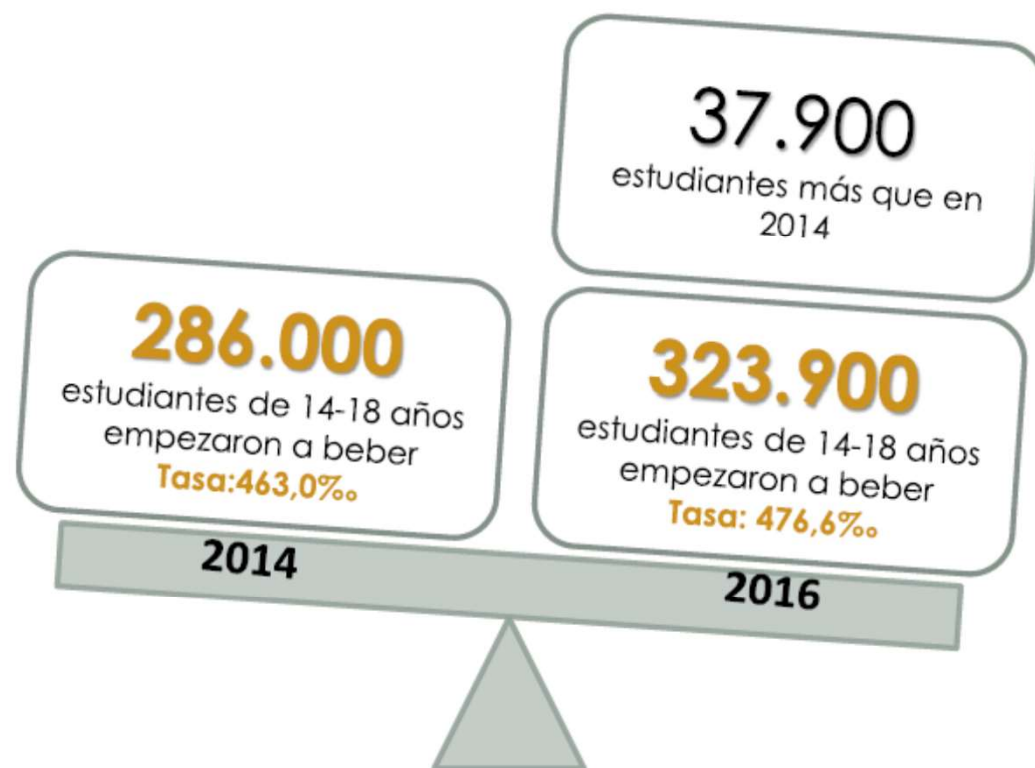 37.900
estudiantes más que en
2014
286.000
estudiantes de 14-18 años
empezaron a beber
Tasa:463,0‰
323.900
estudiantes de 14-18 años
empezaron a beber
Tasa: 476,6‰
2014
2016